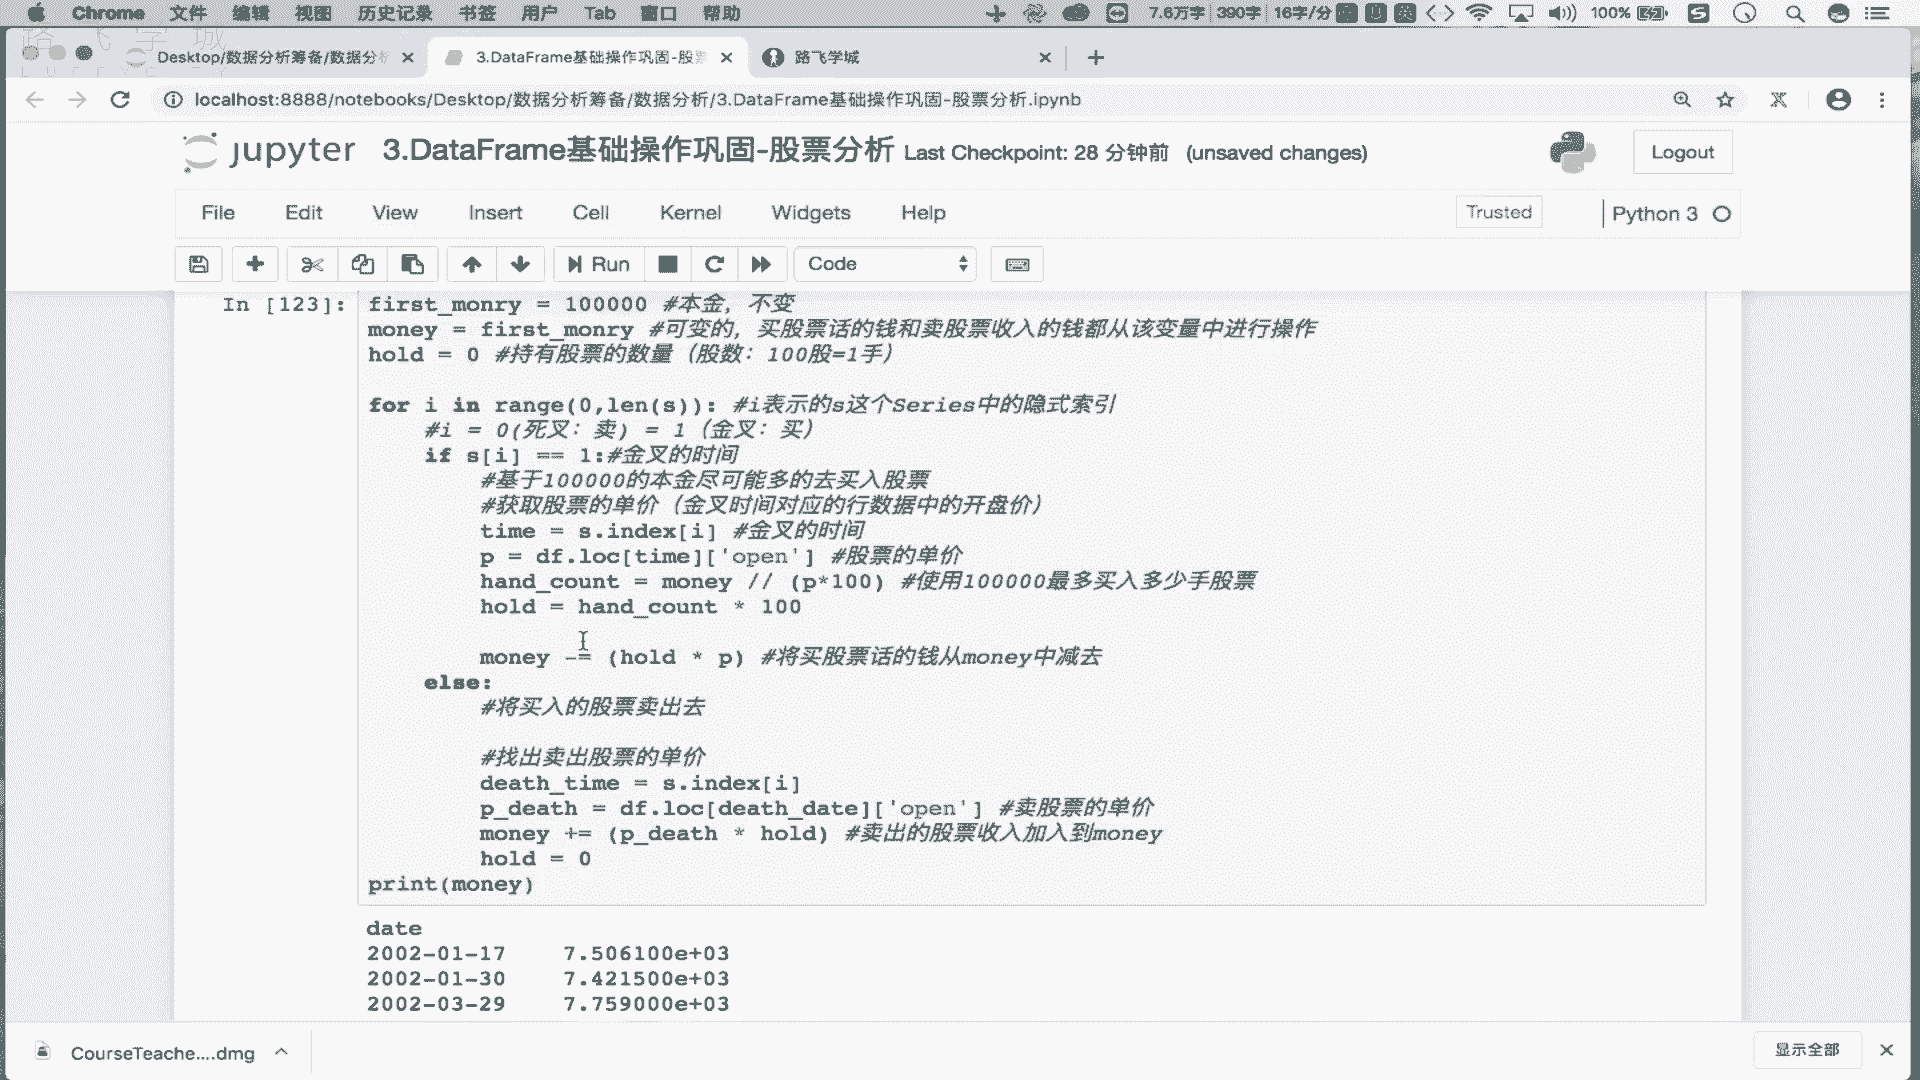 Chrome 文件 编辑 视图 历史记录 书签 用户 Tab 窗口 帮助 7.6万字 390字 16字/分 英 100%
路飞学城
Desktop/数据分析筹备/数据分析 3.DataFrame基础操作巩固-股票 路飞学城
localhost:8888/notebooks/Desktop/数据分析筹备/数据分析/3.DataFrame基础操作巩固-股票分析.ipynb
jupyter 3.DataFrame基础操作巩固-股票分析 Last Checkpoint: 28 分钟前 (unsaved changes) Logout
File Edit View Insert Cell Kernel Widgets Help Trusted Python 3
Run Code
In [123]: first_monry = 100000 #本金，不变
money = first_monry #可变的，买股票话的钱和卖股票收入的钱都从该变量中进行操作
hold = 0 #持有股票的数量（股数：100股=1手）
for i in range(0,len(s)): #i表示的s这个Series中的隐式索引
#i = 0(死叉：卖) = 1（金叉：买）
if s[i] == 1:#金叉的时间
#基于100000的本金尽可能多的去买入股票
#获取股票的单价（金叉时间对应的行数据中的开盘价）
time = s.index[i] #金叉的时间
p = df.loc[time]['open'] #股票的单价
hand_count = money // (p*100) #使用100000最多买入多少手股票
hold = hand_count * 100
money -= (hold * p) #将买股票话的钱从money中减去
else:
#将买入的股票卖出去
#找出卖出股票的单价
death_time = s.index[i]
p_death = df.loc[death_date]['open'] #卖股票的单价
money += (p_death * hold) #卖出的股票收入加入到money
hold = 0
print(money)
date
2002-01-17 7.506100e+03
2002-01-30 7.421500e+03
2002-03-29 7.759000e+03
CourseTeache....dmg 显示全部